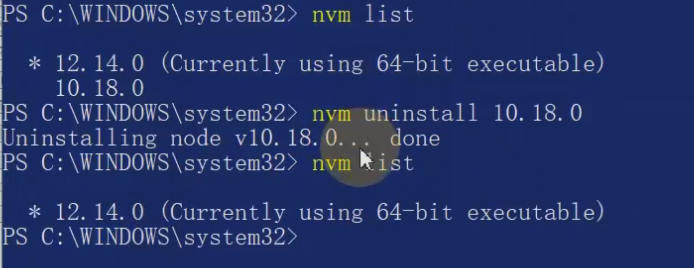 PS C:\WINDOWS\system32> nvm list
* 12.14.0 (Currently using 64-bit executable)
10.18.0
PS C:\WINDOWS\system32> nvm uninstall 10.18.0
Uninstalling node v10.18.0... done
PS C:\WINDOWS\system32> nvm list
* 12.14.0 (Currently using 64-bit executable)
PS C:\WINDOWS\system32>